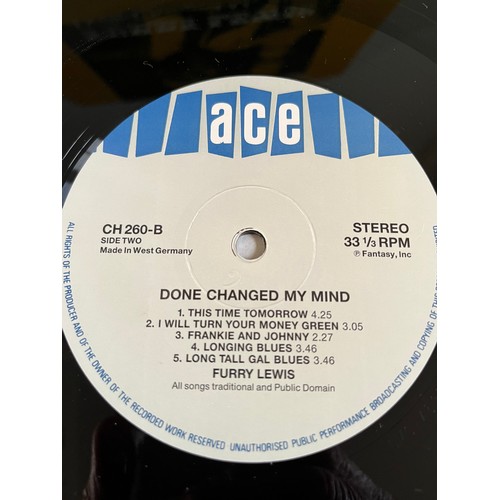 ace
CH 260-B
SIDE TWO
Made in West Germany
STEREO
33 1/3 RPM
℗ Fantasy, Inc
DONE CHANGED MY MIND
1. THIS TIME TOMORROW 4.25
2. I WILL TURN YOUR MONEY GREEN 3.05
3. FRANKIE AND JOHNNY 2.27
4. LONGING BLUES 3.46
5. LONG TALL GAL BLUES 3.46
FURRY LEWIS
All songs traditional and Public Domain
ALL RIGHTS OF THE PRODUCER AND OF THE OWNER OF THE RECORDED WORK RESERVED · UNAUTHORISED PUBLIC PERFORMANCE BROADCASTING AND COPYING OF THIS